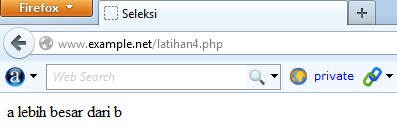 Firefox
Seleksi
www.example.net/latihan4.php
a Web Search private
a lebih besar dari b